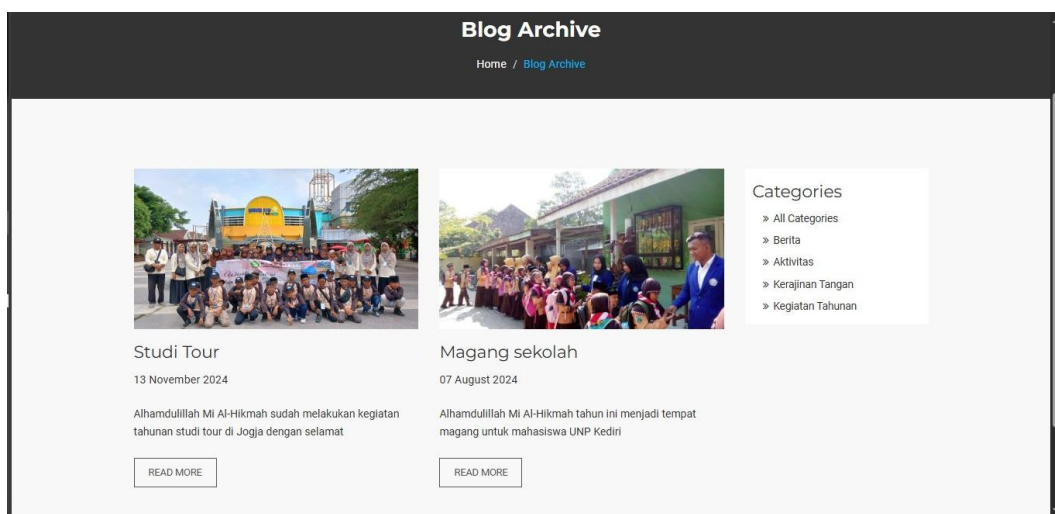 Blog Archive
Home / Blog Archive
Studi Tour
13 November 2024
Alhamdulillah Mi Al-Hikmah sudah melakukan kegiatan
tahunan studi tour di Jogja dengan selamat
READ MORE
Magang sekolah
07 August 2024
Alhamdulillah Mi Al-Hikmah tahun ini menjadi tempat
magang untuk mahasiswa UNP Kediri
READ MORE
Categories
» All Categories
» Berita
» Aktivitas
» Kerajinan Tangan
» Kegiatan Tahunan